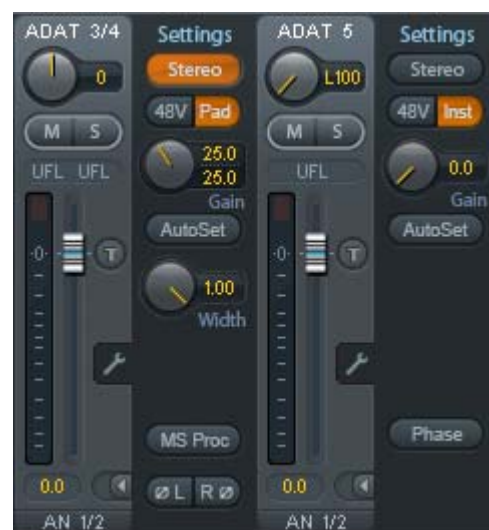 ADAT 3/4
0
M S
UFL UFL
-0-
T
0.0
AN 1/2
Settings
Stereo
48V Pad
25.0
25.0
Gain
AutoSet
1.00
Width
MS Proc
Ø L R Ø
ADAT 5
L100
M S
UFL
-0-
T
0.0
AN 1/2
Settings
Stereo
48V Inst
0.0
Gain
AutoSet
Phase